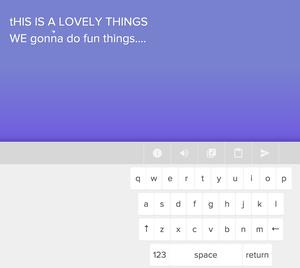 tHIS IS A LOVELY THINGS
WE gonna do fun things....
q w e r t y u i o p
a s d f g h j k l
↑ z x c v b n m ←
123 space return